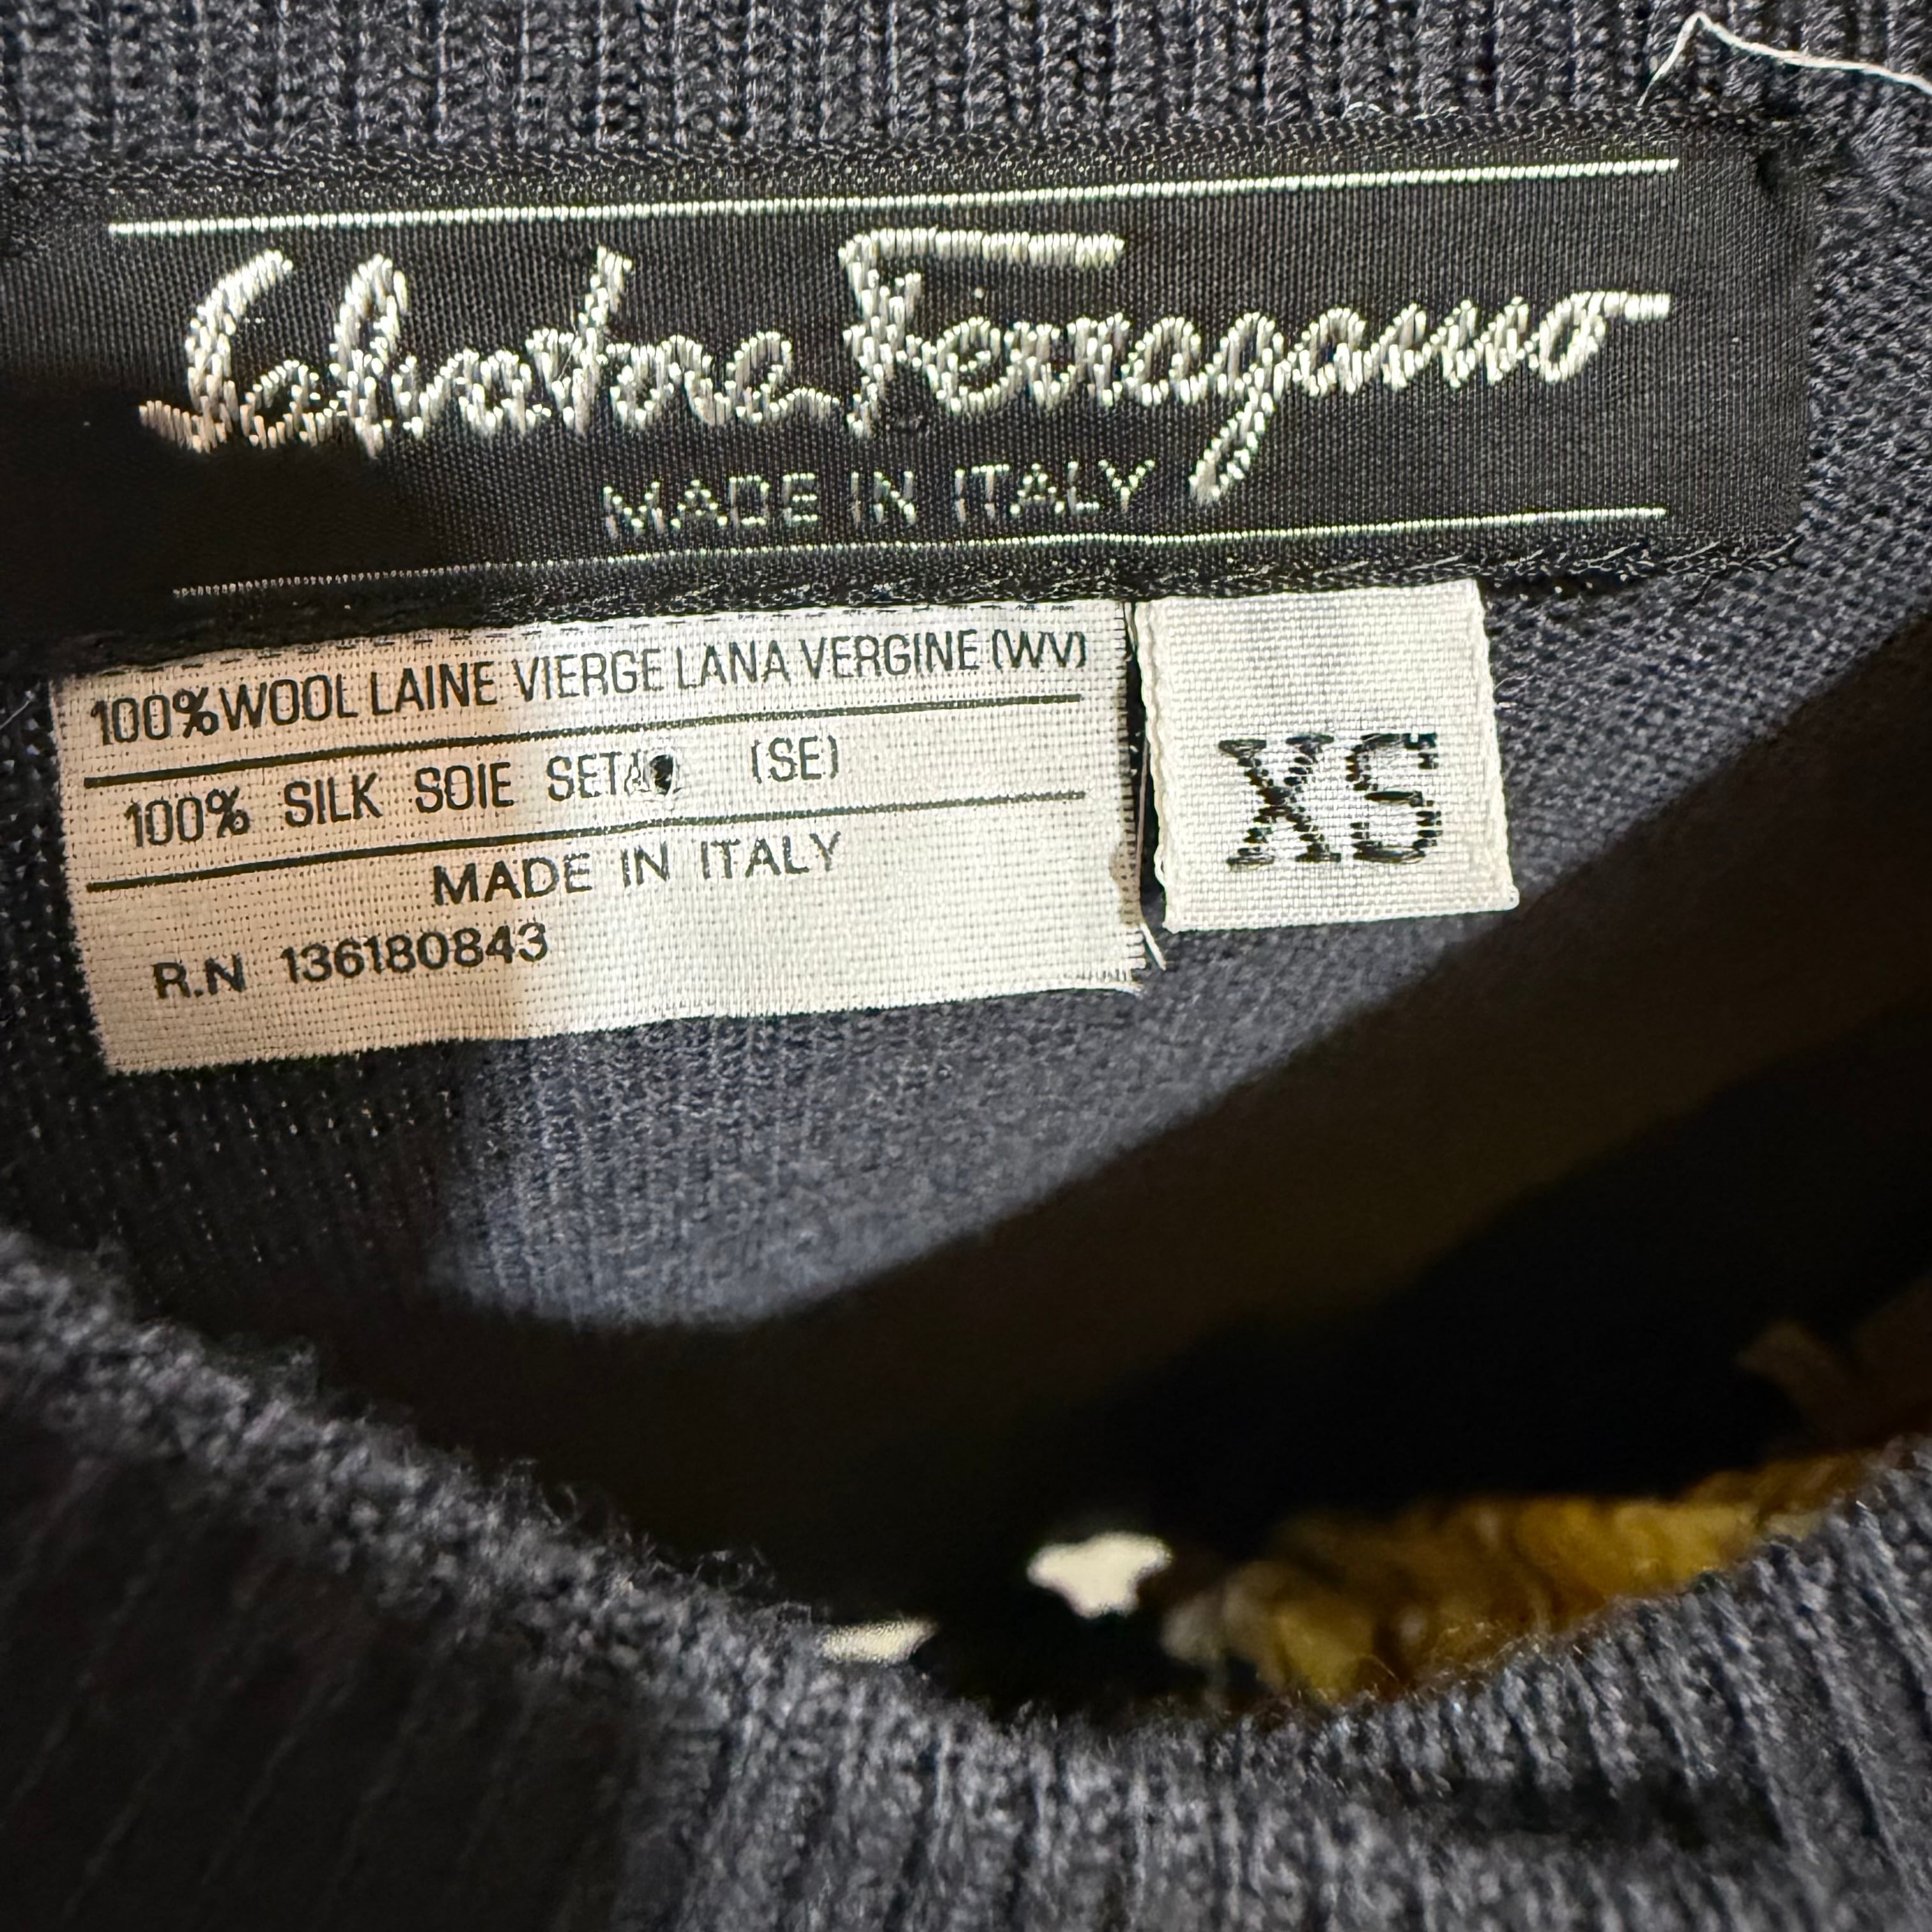 Salvatore Ferragamo
MADE IN ITALY
100% WOOL LAINE VIERGE LANA VERGINE (WV)
100% SILK SOIE SETA (SE)
MADE IN ITALY
R.N 136180843
XS